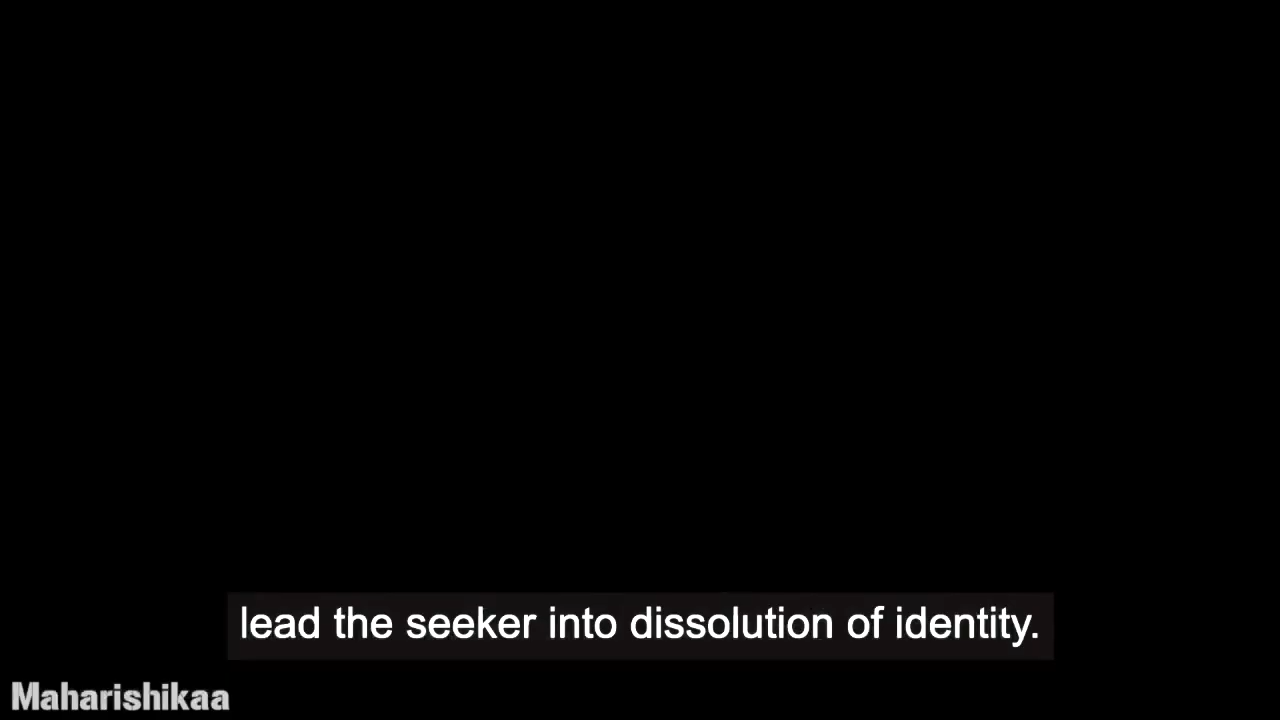 lead the seeker into dissolution of identity.
Maharishikaa